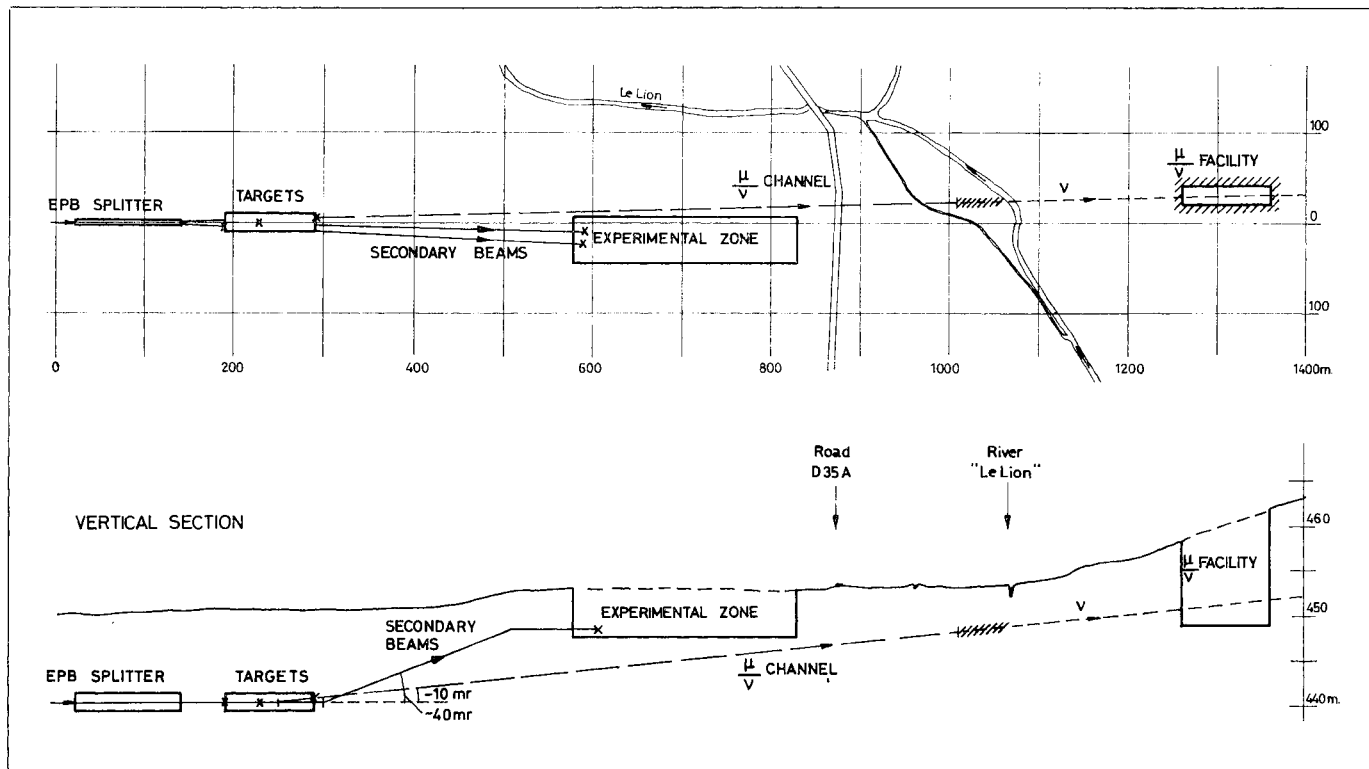 Le Lion
100
μ/ν FACILITY
μ/ν CHANNEL
ν
EPB SPLITTER
TARGETS
0
EXPERIMENTAL ZONE
SECONDARY BEAMS
100
0 200 400 600 800 1000 1200 1400m.
Road
D35A
River
"Le Lion"
VERTICAL SECTION
460
μ/ν FACILITY
EXPERIMENTAL ZONE
ν
450
SECONDARY
BEAMS
μ/ν CHANNEL
EPB SPLITTER
TARGETS
~10 mr
~40mr
440m.